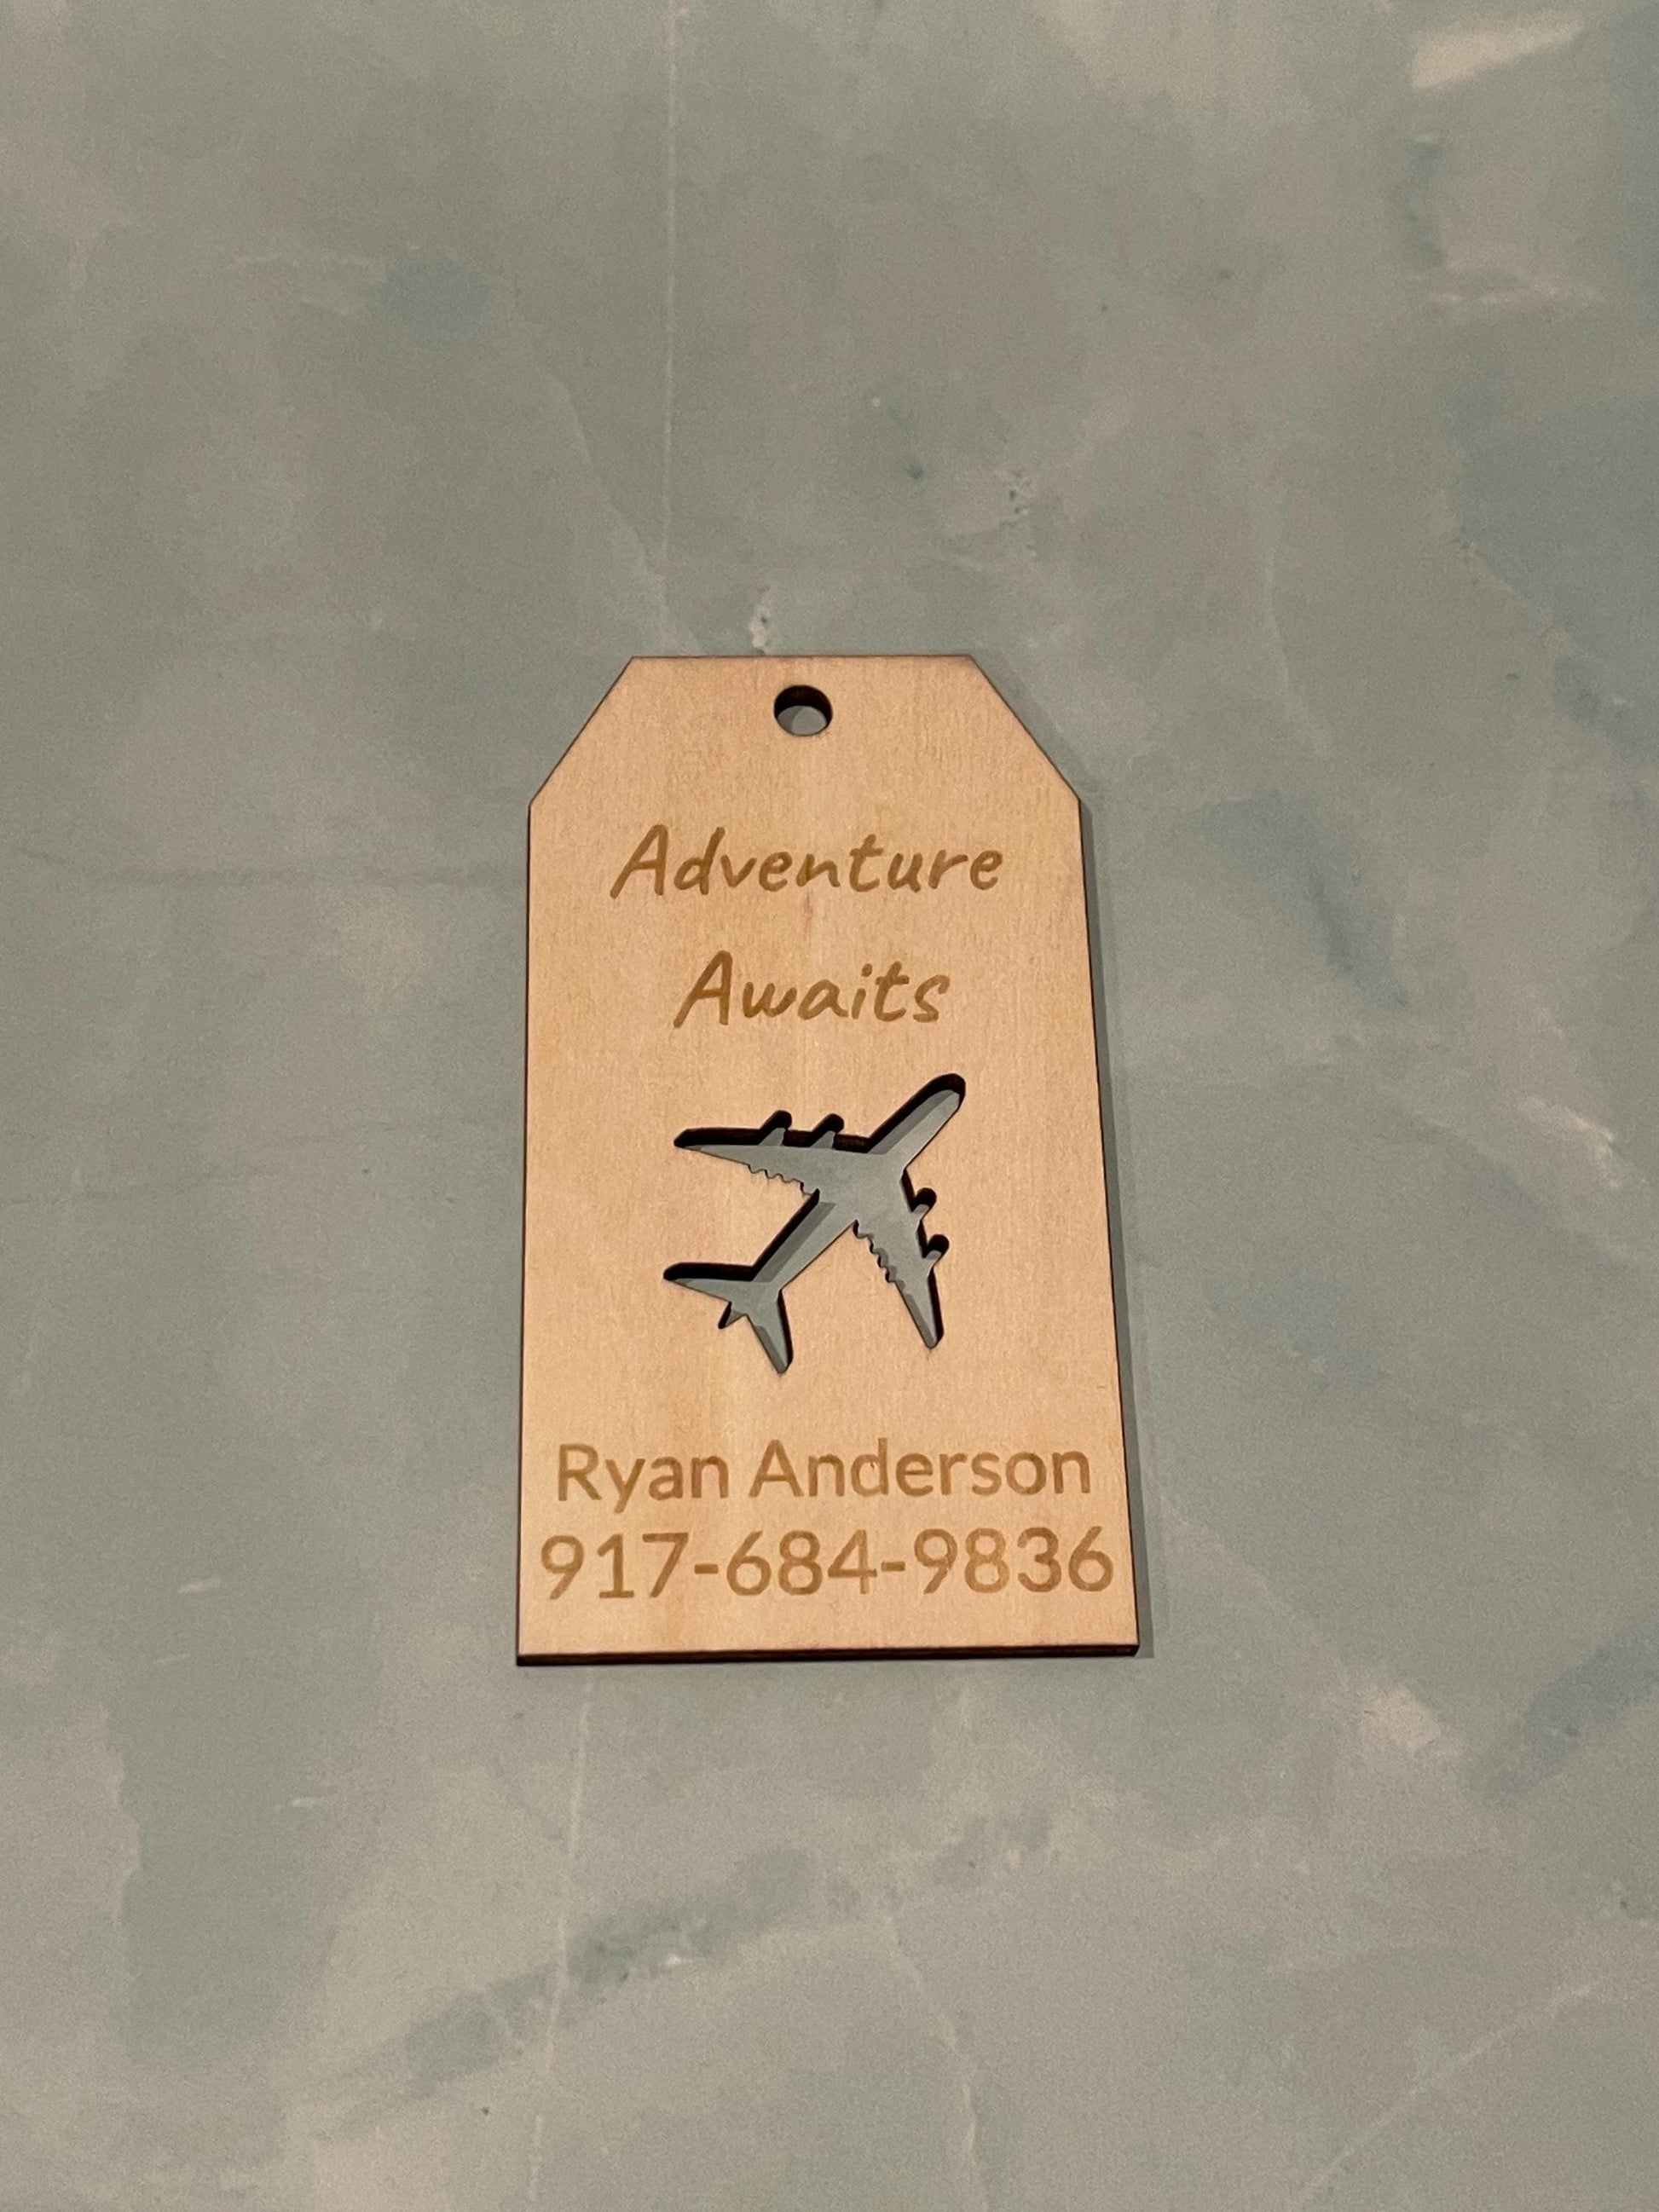 Adventure
Awaits
Ryan Anderson
917-684-9836